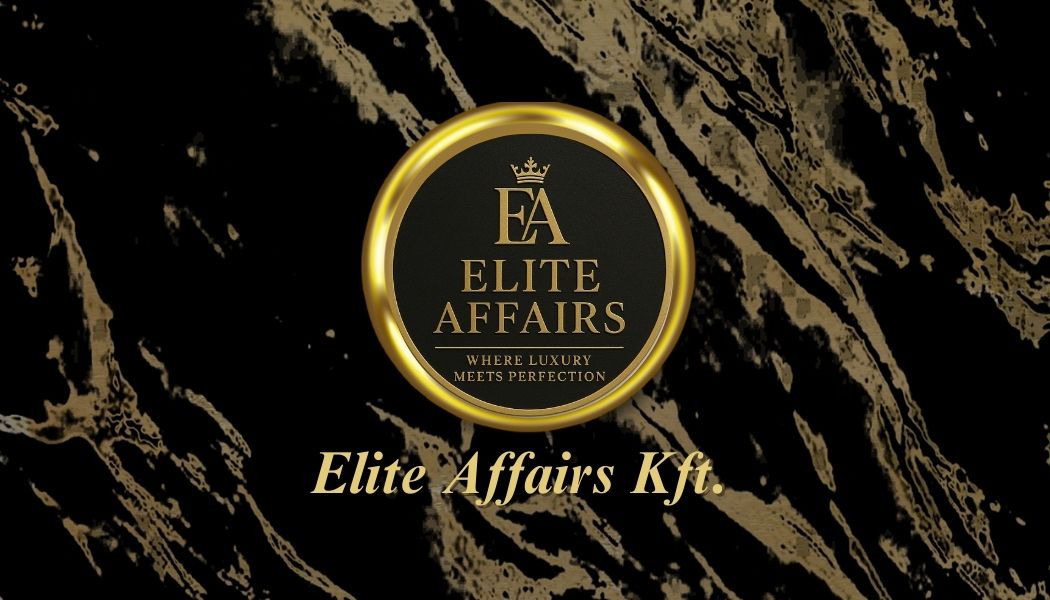 EA
ELITE
AFFAIRS
WHERE LUXURY
MEETS PERFECTION
Elite Affairs Kft.